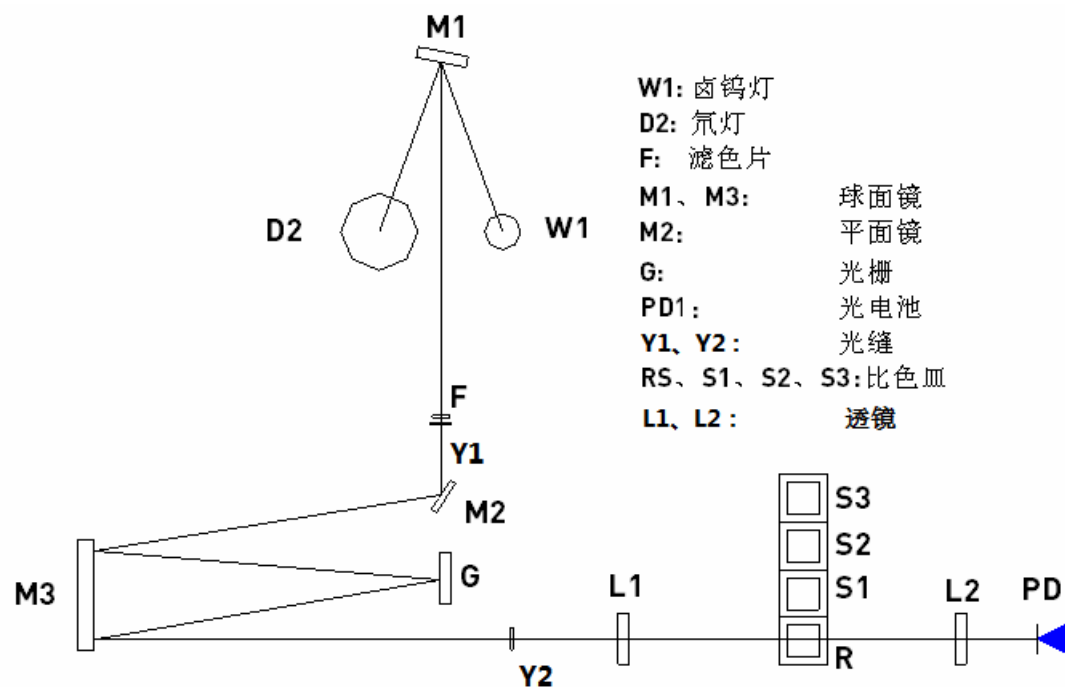 M1
W1: 卤钨灯
D2: 氘灯
F: 滤色片
M1、M3: 球面镜
D2
W1
M2: 平面镜
G: 光栅
PD1: 光电池
Y1、Y2: 光缝
RS、S1、S2、S3:比色皿
F
L1、L2: 透镜
Y1
S3
M2
S2
G
L1
S1
L2
PD
M3
R
Y2